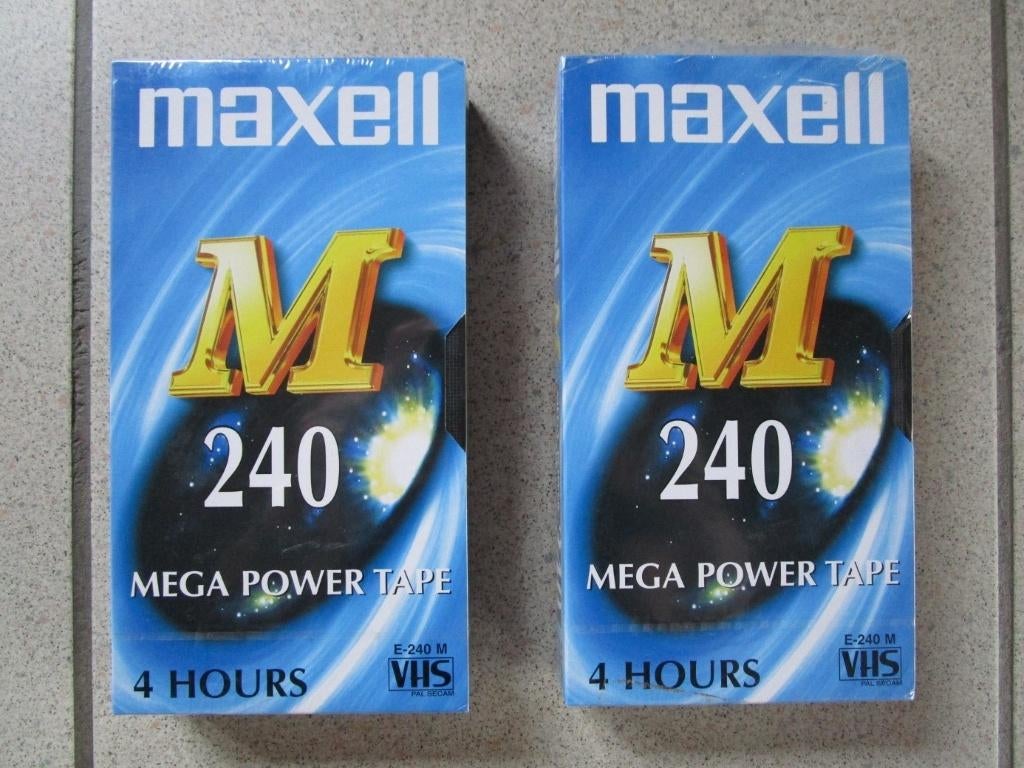 maxell
M
240
MEGA POWER TAPE
4 HOURS
E-240 M
VHS
PAL SECAM
maxell
M
240
MEGA POWER TAPE
4 HOURS
E-240 M
VHS
PAL SECAM